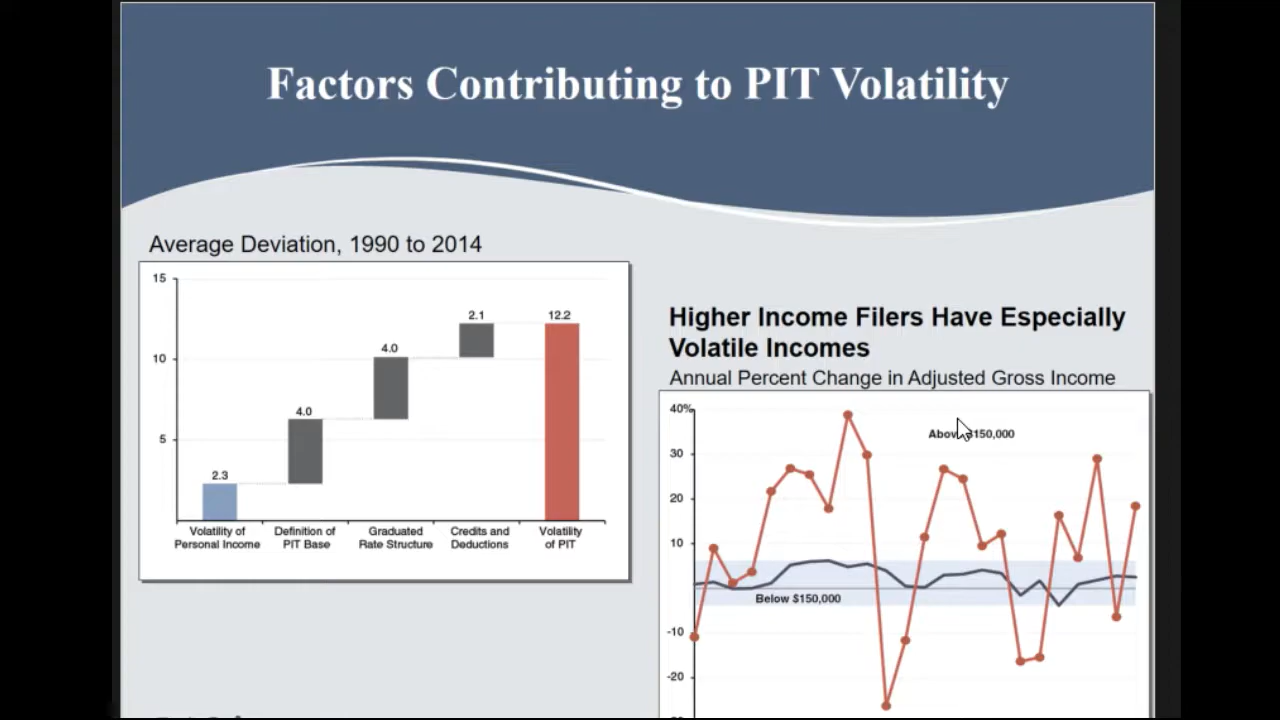 Factors Contributing to PIT Volatility
Average Deviation, 1990 to 2014
15
10
5
2.3
4.0
4.0
2.1
12.2
Volatility of
Personal Income
Definition of
PIT Base
Graduated
Rate Structure
Credits and
Deductions
Volatility
of PIT
Higher Income Filers Have Especially
Volatile Incomes
Annual Percent Change in Adjusted Gross Income
40%
30
20
10
-10
-20
Above $150,000
Below $150,000